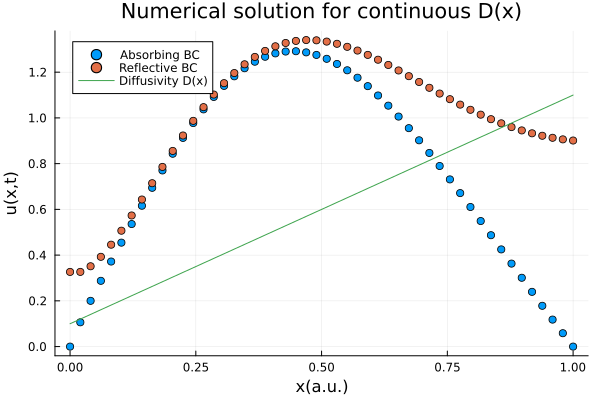 Numerical solution for continuous D(x)
Absorbing BC
Reflective BC
Diffusivity D(x)
u(x,t)
1.2
1.0
0.8
0.6
0.4
0.2
0.0
0.00 0.25 0.50 0.75 1.00
x(a.u.)